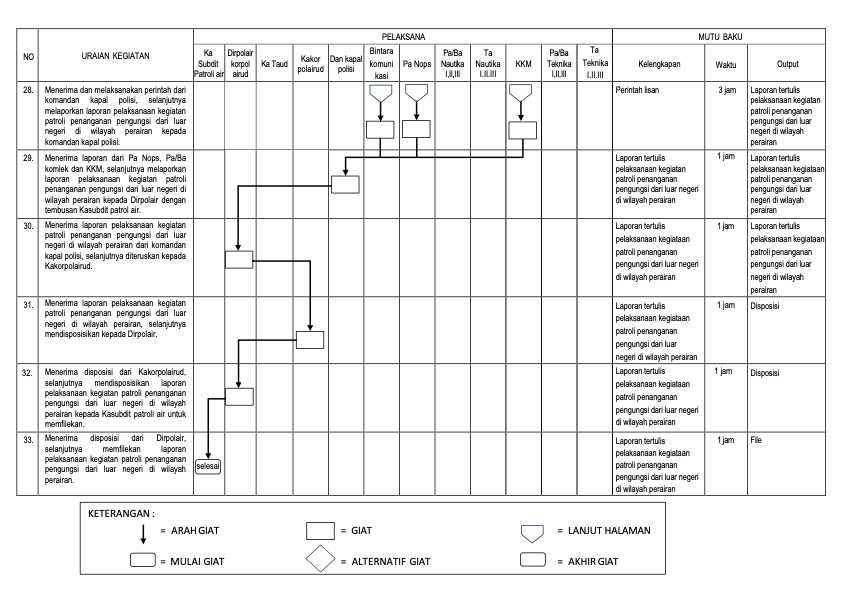 NO
URAIAN KEGIATAN
PELAKSANA
MUTU BAKU
Ka
Subdit
Patroli air
Dirpolair
korpol
airud
Ka Taud
Kakor
polairud
Dan kapal
polisi
Bintara
komuni
kasi
Pa Nops
Pa/Ba
Nautika
I,II,III
Ta
Nautika
I.II.III
KKM
Pa/Ba
Teknika
I,II,III
Ta
Teknika
I.II.III
Kelengkapan
Waktu
Output
28.
Menerima dan melaksanakan perintah dari
komandan kapal polisi, selanjutnya
melaporkan laporan pelaksanaan kegiatan
patroli penanganan pengungsi dari luar
negeri di wilayah perairan kepada
komandan kapal polisi.
Perintah lisan
3 jam
Laporan tertulis
pelaksanaan kegiataan
patroli penanganan
pengungsi dari luar
negeri di wilayah
perairan
29.
Menerima laporan dari Pa Nops, Pa/Ba
komlek dan KKM, selanjutnya melaporkan
laporan pelaksanaan kegiatan patroli
penanganan pengungsi dari luar negeri di
wilayah perairan kepada Dirpolair dengan
tembusan Kasubdit patrol air.
Laporan tertulis
pelaksanaan kegiataan
patroli penanganan
pengungsi dari luar negeri
di wilayah perairan
1 jam
Laporan tertulis
pelaksanaan kegiataan
patroli penanganan
pengungsi dari luar
negeri di wilayah
perairan
30.
Menerima laporan pelaksanaan kegiatan
patroli penanganan pengungsi dari luar
negeri di wilayah perairan dari komandan
kapal polisi, selanjutnya diteruskan kepada
Kakorpolairud.
Laporan tertulis
pelaksanaan kegiataan
patroli penanganan
pengungsi dari luar negeri
di wilayah perairan
1 jam
Laporan tertulis
pelaksanaan kegiataan
patroli penanganan
pengungsi dari luar
negeri di wilayah
perairan
31.
Menerima laporan pelaksanaan kegiatan
patroli penanganan pengungsi dari luar
negeri di wilayah perairan, selanjutnya
mendisposisikan kepada Dirpolair.
Laporan tertulis
pelaksanaan kegiataan
patroli penanganan
pengungsi dari luar
negeri di wilayah perairan
1 jam
Disposisi
32.
Menerima disposisi dari Kakorpolairud,
selanjutnya mendisposisikan laporan
pelaksanaan kegiatan patroli penanganan
pengungsi dari luar negeri di wilayah
perairan kepada Kasubdit patroli air untuk
memfilekan.
Laporan tertulis
pelaksanaan kegiataan
patroli penanganan
pengungsi dari luar negeri
di wilayah perairan
1 jam
Disposisi
33.
Menerima disposisi dari Dirpolair,
selanjutnya memfilekan laporan
pelaksanaan kegiatan patroli penanganan
pengungsi dari luar negeri di wilayah
perairan.
selesai
Laporan tertulis
pelaksanaan kegiataan
patroli penanganan
pengungsi dari luar negeri
di wilayah perairan
1 jam
File
KETERANGAN :
= ARAH GIAT
= GIAT
= LANJUT HALAMAN
= MULAI GIAT
= ALTERNATIF GIAT
= AKHIR GIAT